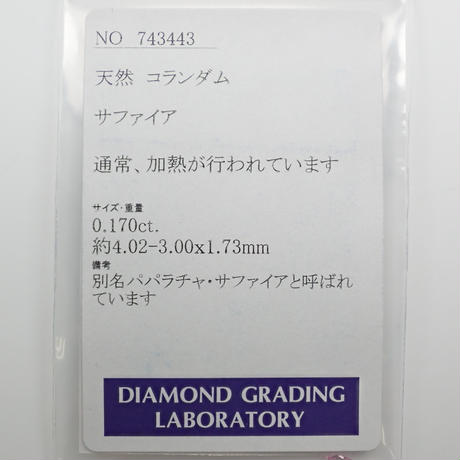 NO 743443
天然 コランダム
サファイア
通常、加熱が行われています
サイズ・重量
0.170ct.
約4.02-3.00x1.73mm
備考
別名パパラチャ・サファイアと呼ばれ
ています
DIAMOND GRADING
LABORATORY